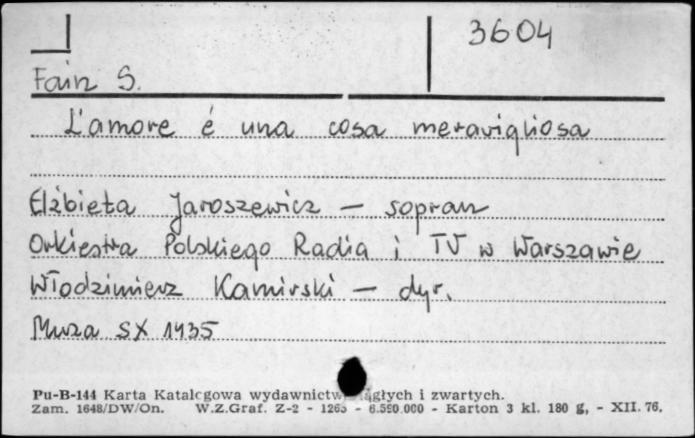 3604
Fain S.
L'amore é una cosa meravigliosa
Elżbieta Jaroszewicz – sopran
Orkiestra Polskiego Radia i TV w Warszawie
Włodzimierz Kamirski – dyr.
Muza SX 1435
Pu-B-144 Karta Katalogowa wydawnictw ciągłych i zwartych.
Zam. 1648/DW/On. W.Z.Graf. Z-2 - 1265 - 6.550.000 - Karton 3 kl. 180 g, - XII. 76.